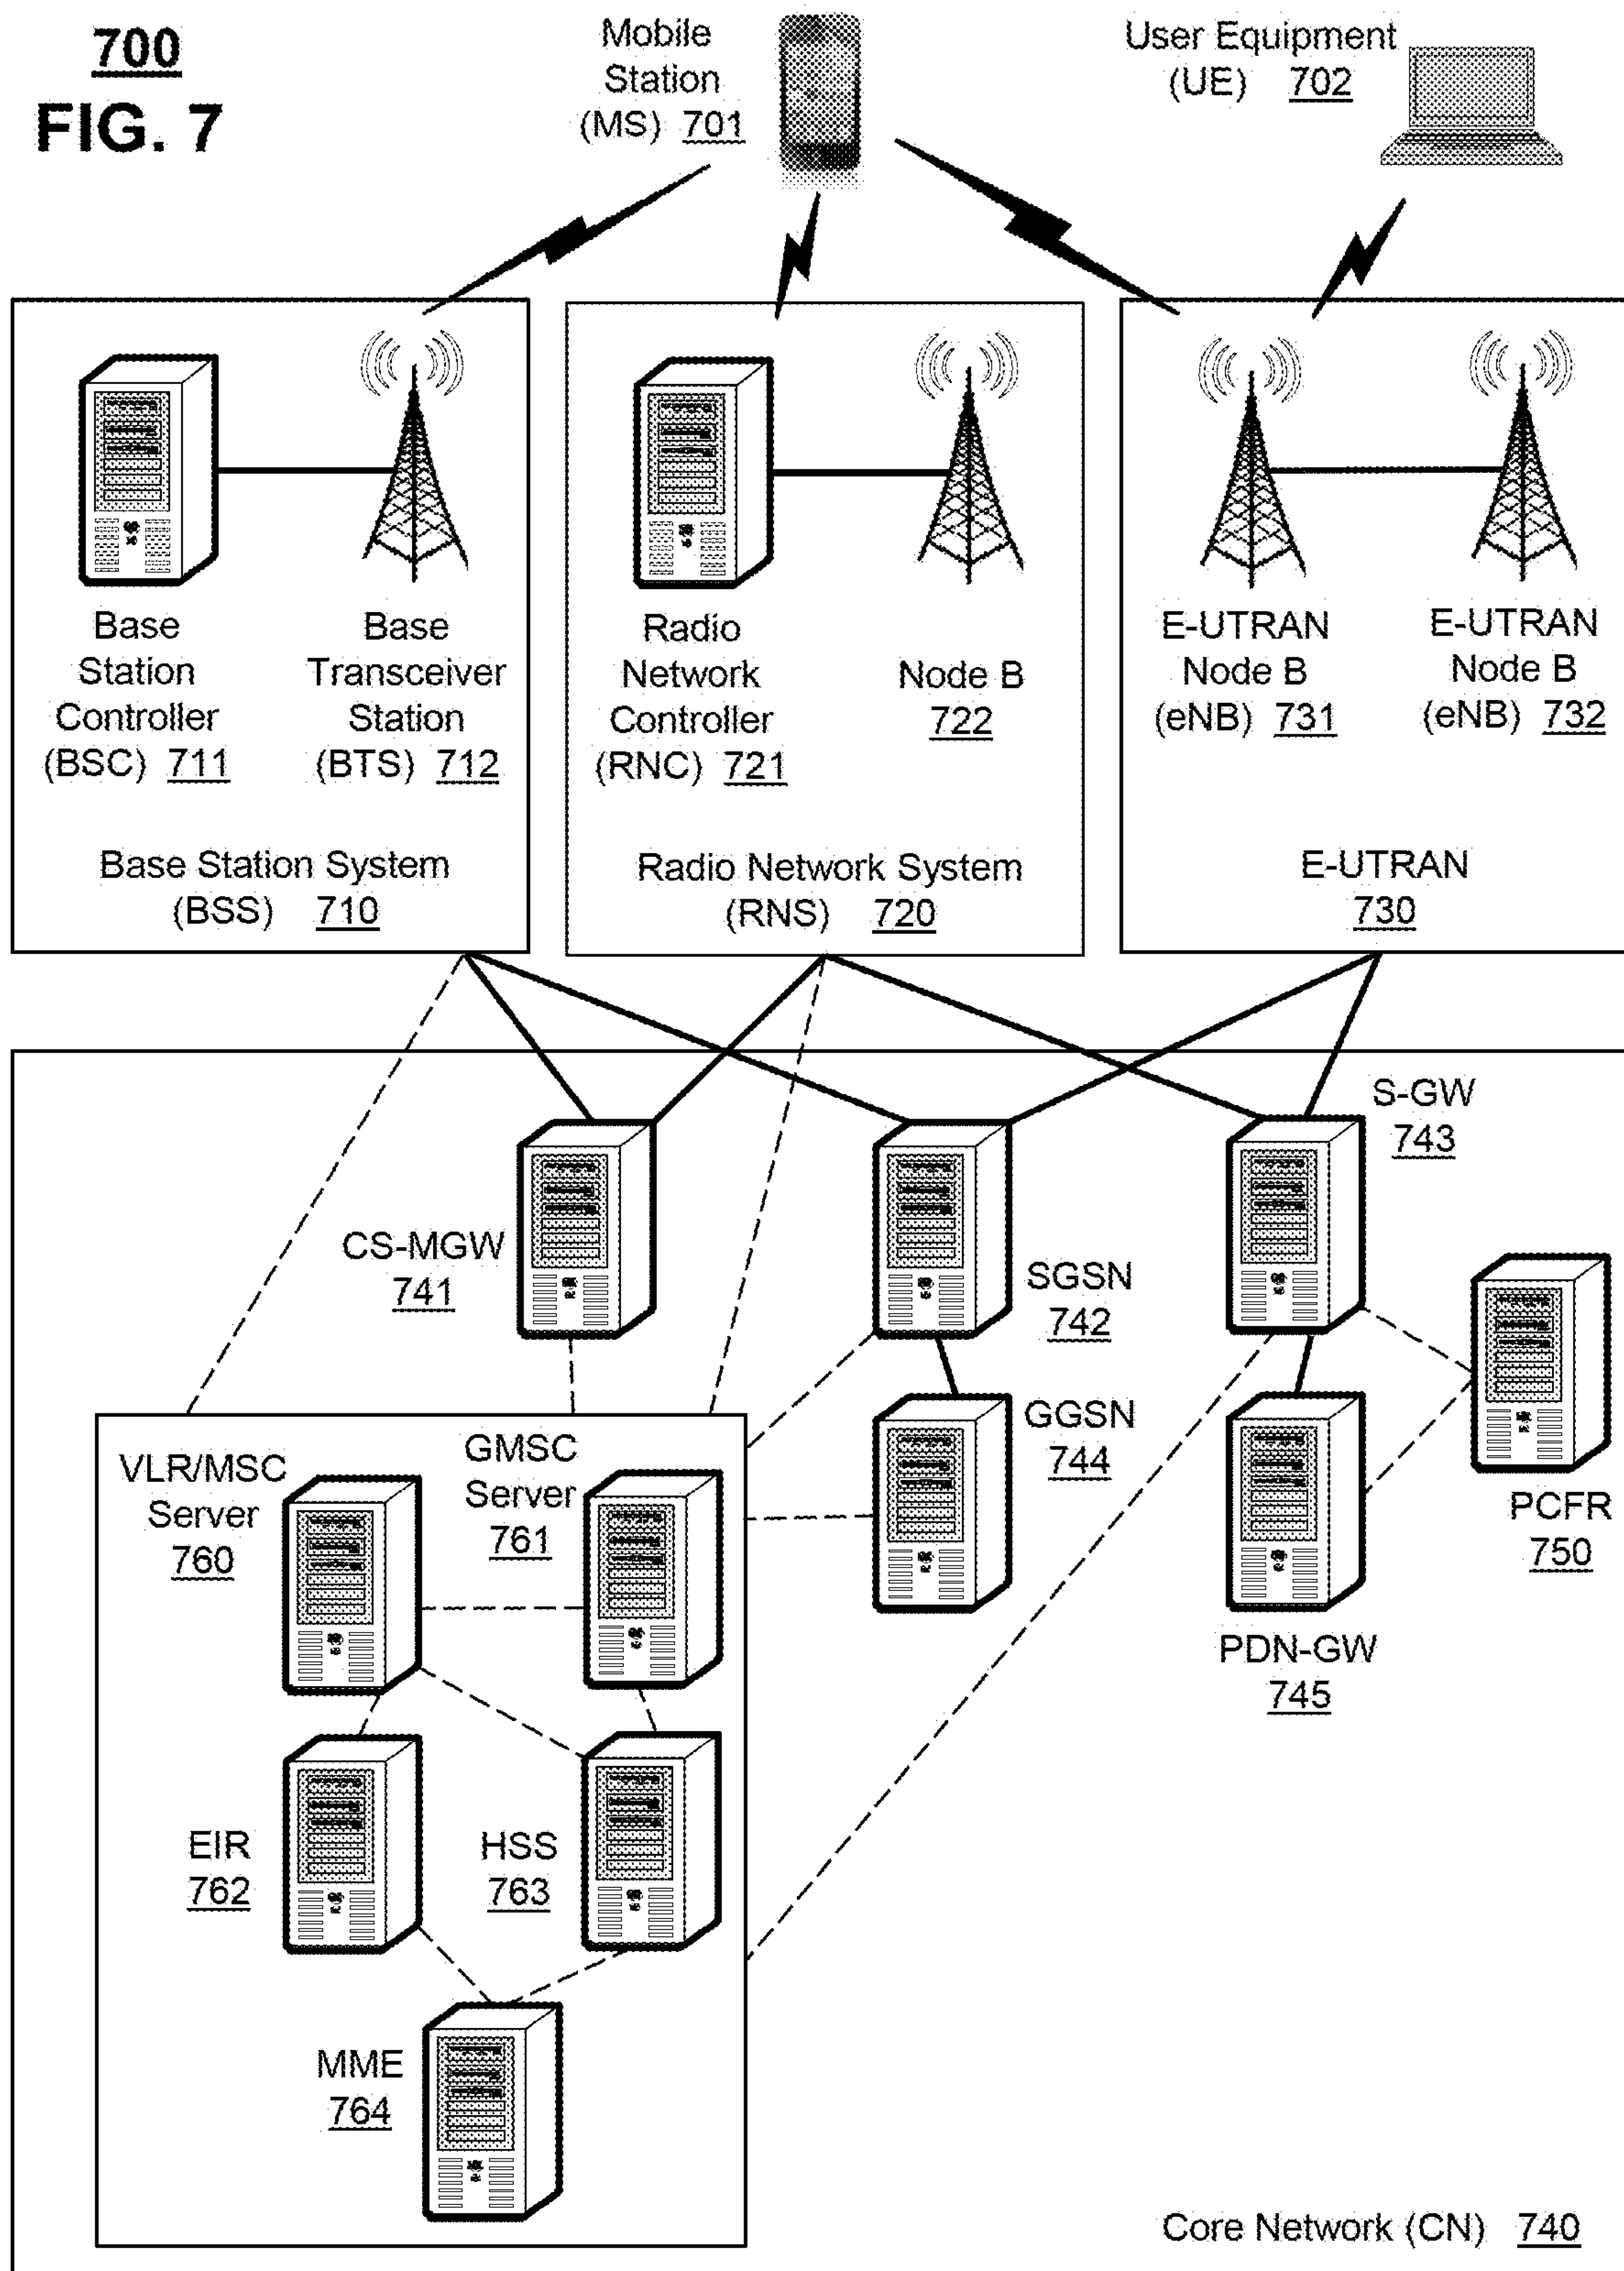 700
FIG. 7
Mobile
Station
(MS) 701
User Equipment
(UE) 702
Base
Station
Controller
(BSC) 711
Base
Transceiver
Station
(BTS) 712
Base Station System
(BSS) 710
Radio
Network
Controller
(RNC) 721
Node B
722
Radio Network System
(RNS) 720
E-UTRAN
Node B
(eNB) 731
E-UTRAN
Node B
(eNB) 732
E-UTRAN
730
CS-MGW
741
SGSN
742
S-GW
743
GGSN
744
PDN-GW
745
PCFR
750
VLR/MSC
Server
760
GMSC
Server
761
EIR
762
HSS
763
MME
764
Core Network (CN) 740